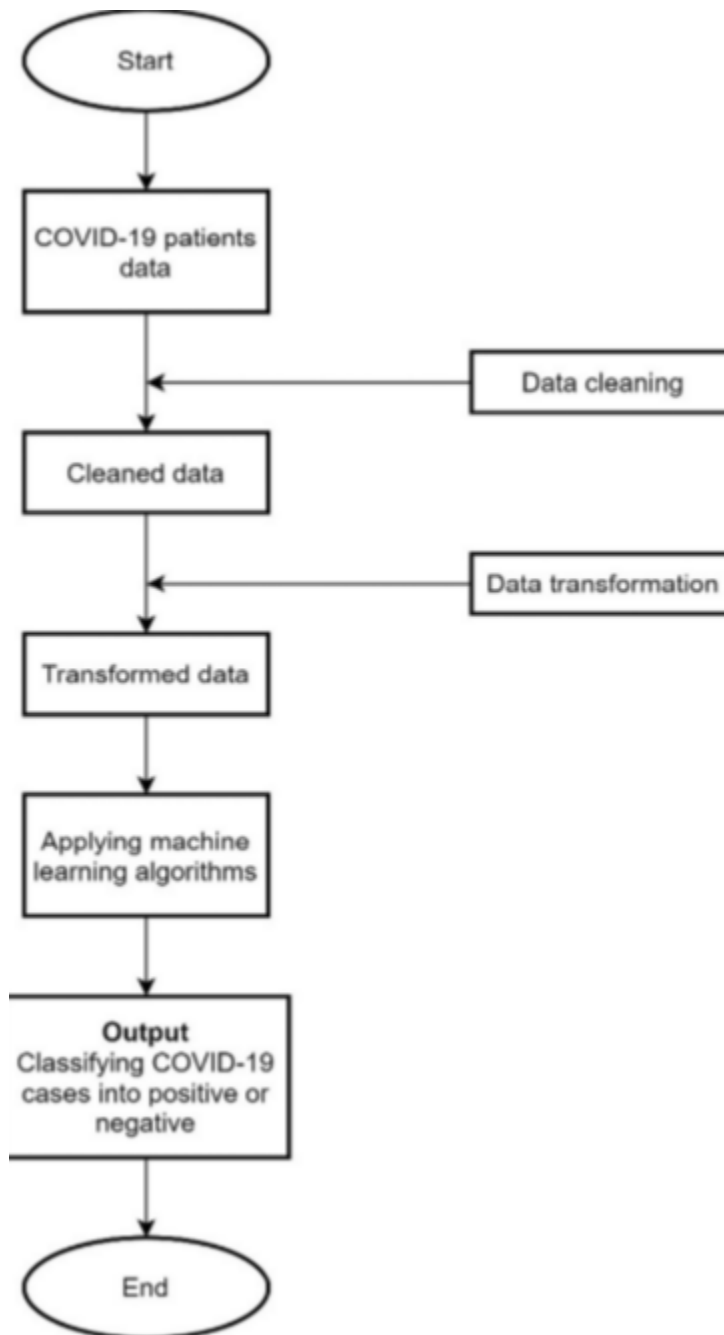 Start
COVID-19 patients
data
Data cleaning
Cleaned data
Data transformation
Transformed data
Applying machine
learning algorithms
Output
Classifying COVID-19
cases into positive or
negative
End